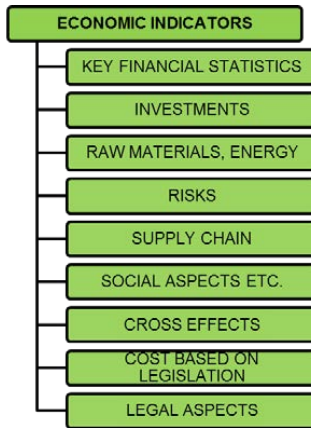 ECONOMIC INDICATORS
KEY FINANCIAL STATISTICS
INVESTMENTS
RAW MATERIALS, ENERGY
RISKS
SUPPLY CHAIN
SOCIAL ASPECTS ETC.
CROSS EFFECTS
COST BASED ON
LEGISLATION
LEGAL ASPECTS